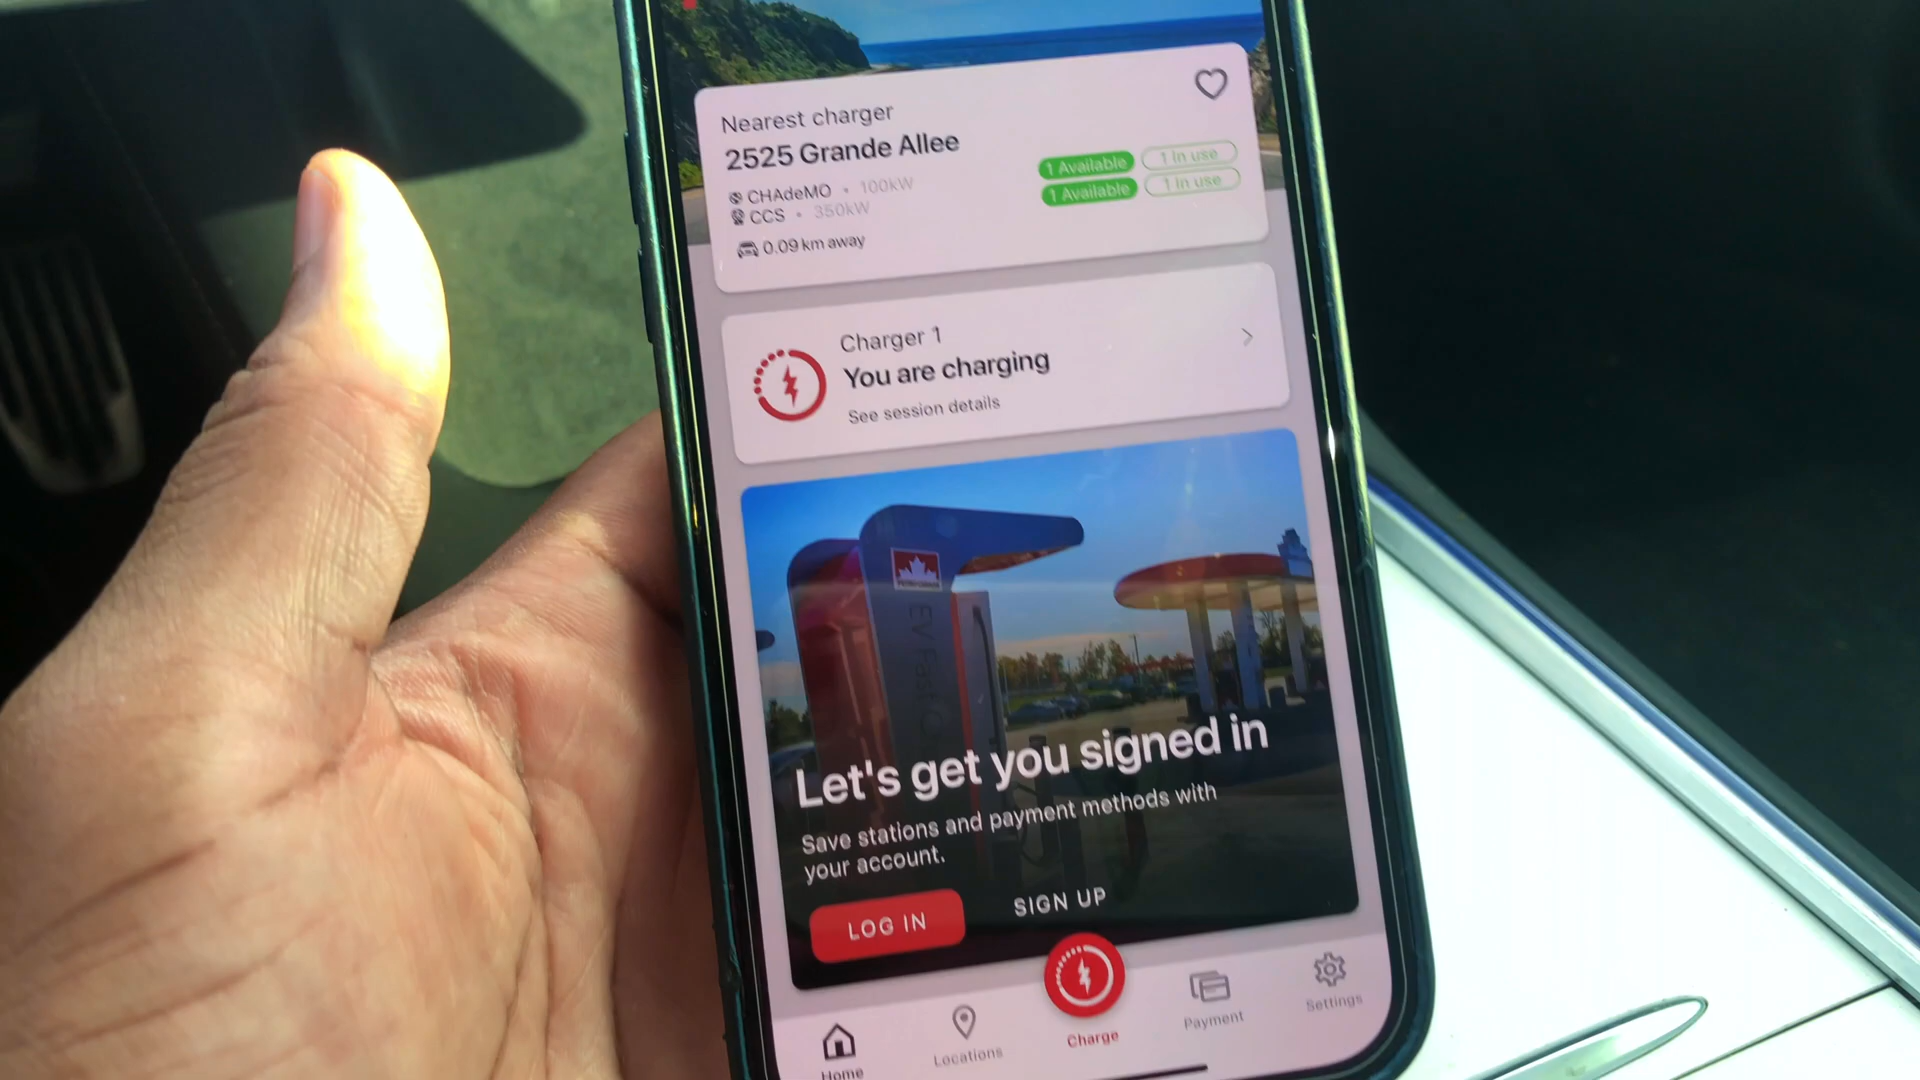 Nearest charger
2525 Grande Allee
CHAdeMO • 100kW
1 Available 1 In use
CCS • 350kW
1 Available 1 In use
0.09 km away
Charger 1
You are charging
See session details
EV Fast
Let's get you signed in
Save stations and payment methods with
your account.
LOG IN SIGN UP
Home Locations Charge Payment Settings